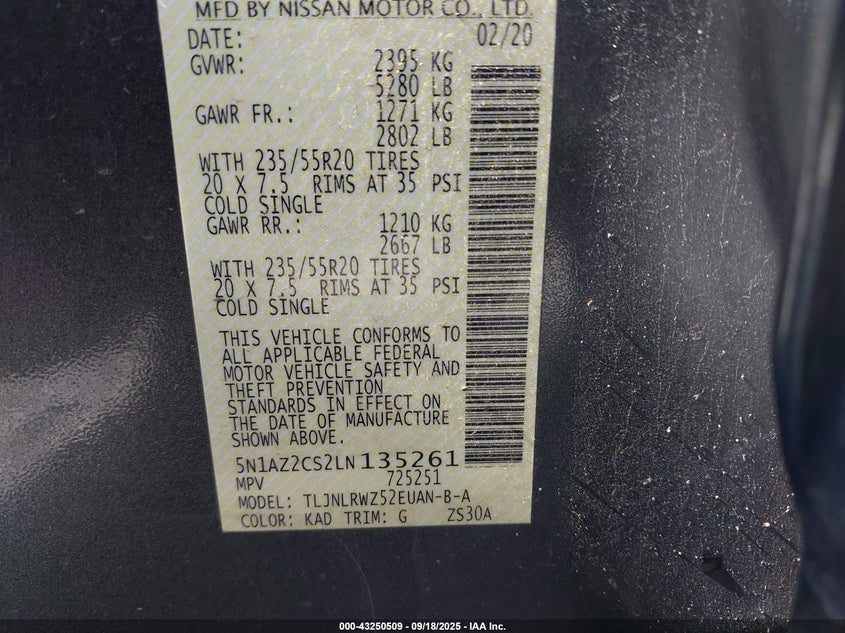 MFD BY NISSAN MOTOR CO., LTD.
DATE: 02/20
GVWR: 2395 KG
5280 LB
GAWR FR.: 1271 KG
2802 LB
WITH 235/55R20 TIRES
20 X 7.5 RIMS AT 35 PSI
COLD SINGLE
GAWR RR.: 1210 KG
2667 LB
WITH 235/55R20 TIRES
20 X 7.5 RIMS AT 35 PSI
COLD SINGLE
THIS VEHICLE CONFORMS TO
ALL APPLICABLE FEDERAL
MOTOR VEHICLE SAFETY AND
THEFT PREVENTION
STANDARDS IN EFFECT ON
THE DATE OF MANUFACTURE
SHOWN ABOVE.
5N1AZ2CS2LN135261
MPV 725251
MODEL: TLJNLRWZ52EUAN-B-A
COLOR: KAD TRIM: G ZS30A
000-43250509 - 09/18/2025 - IAA Inc.